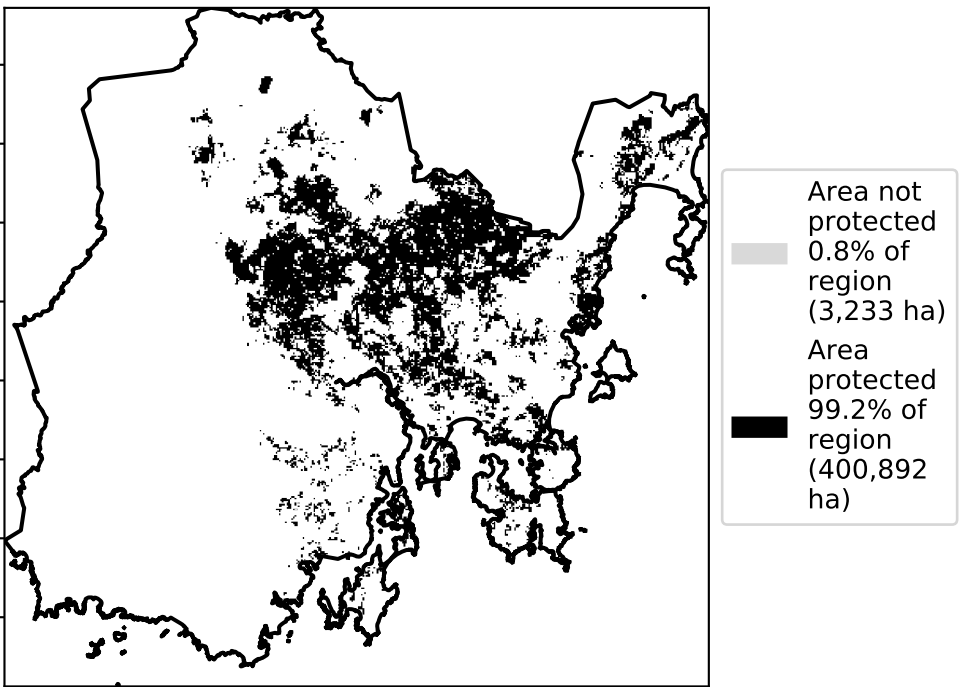 Area not
protected
0.8% of
region
(3,233 ha)
Area
protected
99.2% of
region
(400,892
ha)